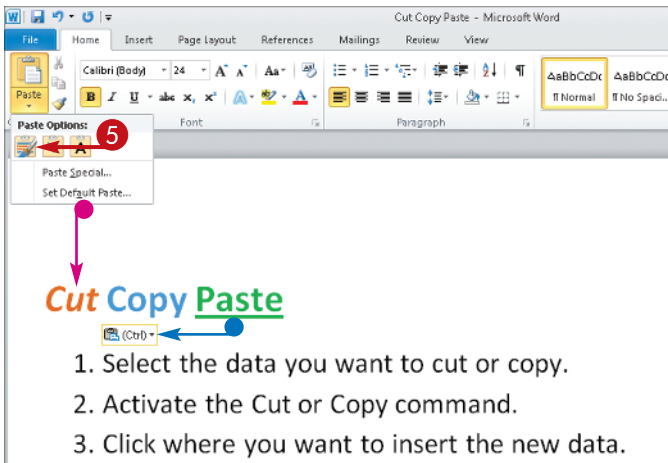 W
Cut Copy Paste - Microsoft Word
File Home Insert Page Layout References Mailings Review View
Calibri (Body) 24 A A Aa
AaBbCcDc AaBbCcDc
Paste B I U abc x, x² A A
¶ Normal ¶ No Spaci...
Font Paragraph
Paste Options:
A 5
Paste Special...
Set Default Paste...
Cut Copy Paste
(Ctrl)
1. Select the data you want to cut or copy.
2. Activate the Cut or Copy command.
3. Click where you want to insert the new data.